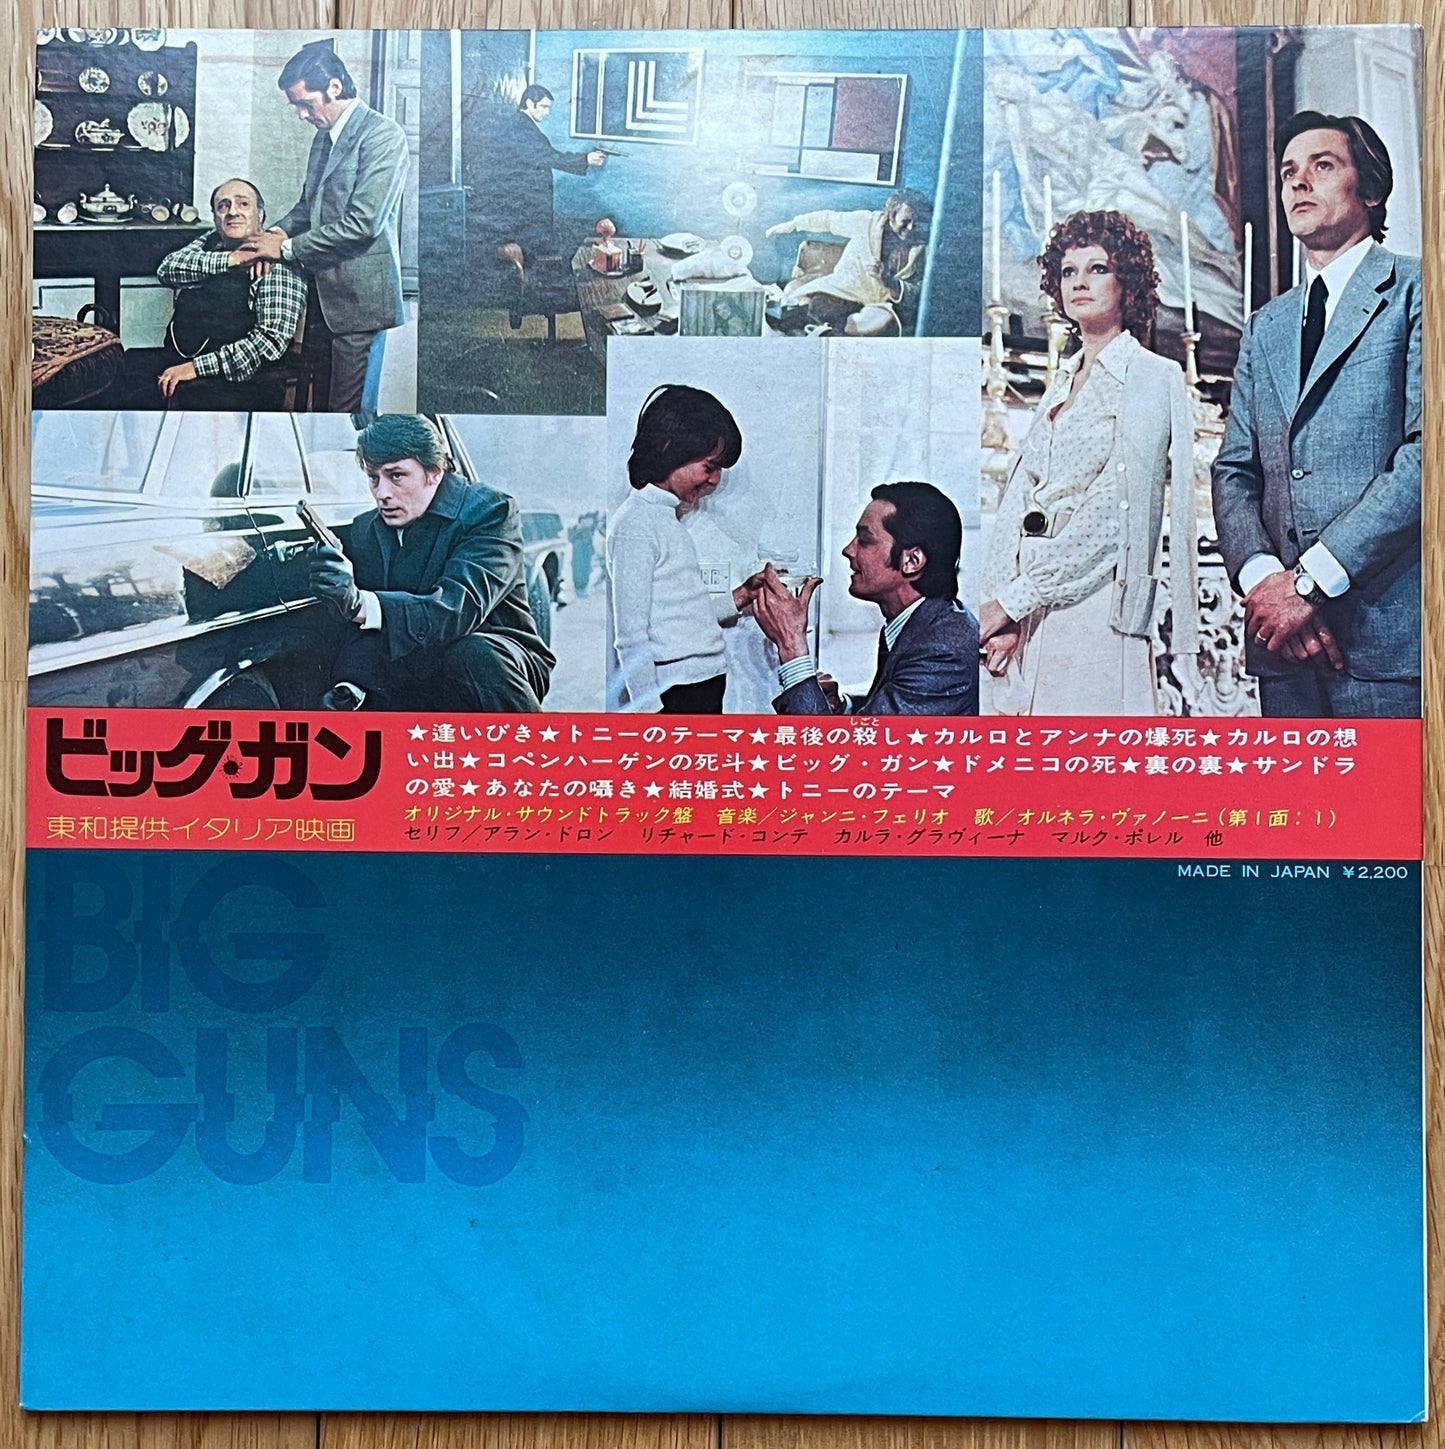 ビッグ・ガン
東和提供イタリア映画
しごと
★逢いびき★トニーのテーマ★最後の殺し★カルロとアンナの爆死★カルロの想
い出★コペンハーゲンの死斗★ビッグ・ガン★ドメニコの死★裏の裏★サンドラ
の愛★あなたの囁き★結婚式★トニーのテーマ
オリジナル・サウンドトラック盤 音楽／ジャンニ・フェリオ 歌／オルネラ・ヴァノーニ（第1面：1）
セリフ／アラン・ドロン リチャード・コンテ カルラ・グラヴィーナ マルク・ポレル 他
MADE IN JAPAN ¥2,200
BIG
GUNS